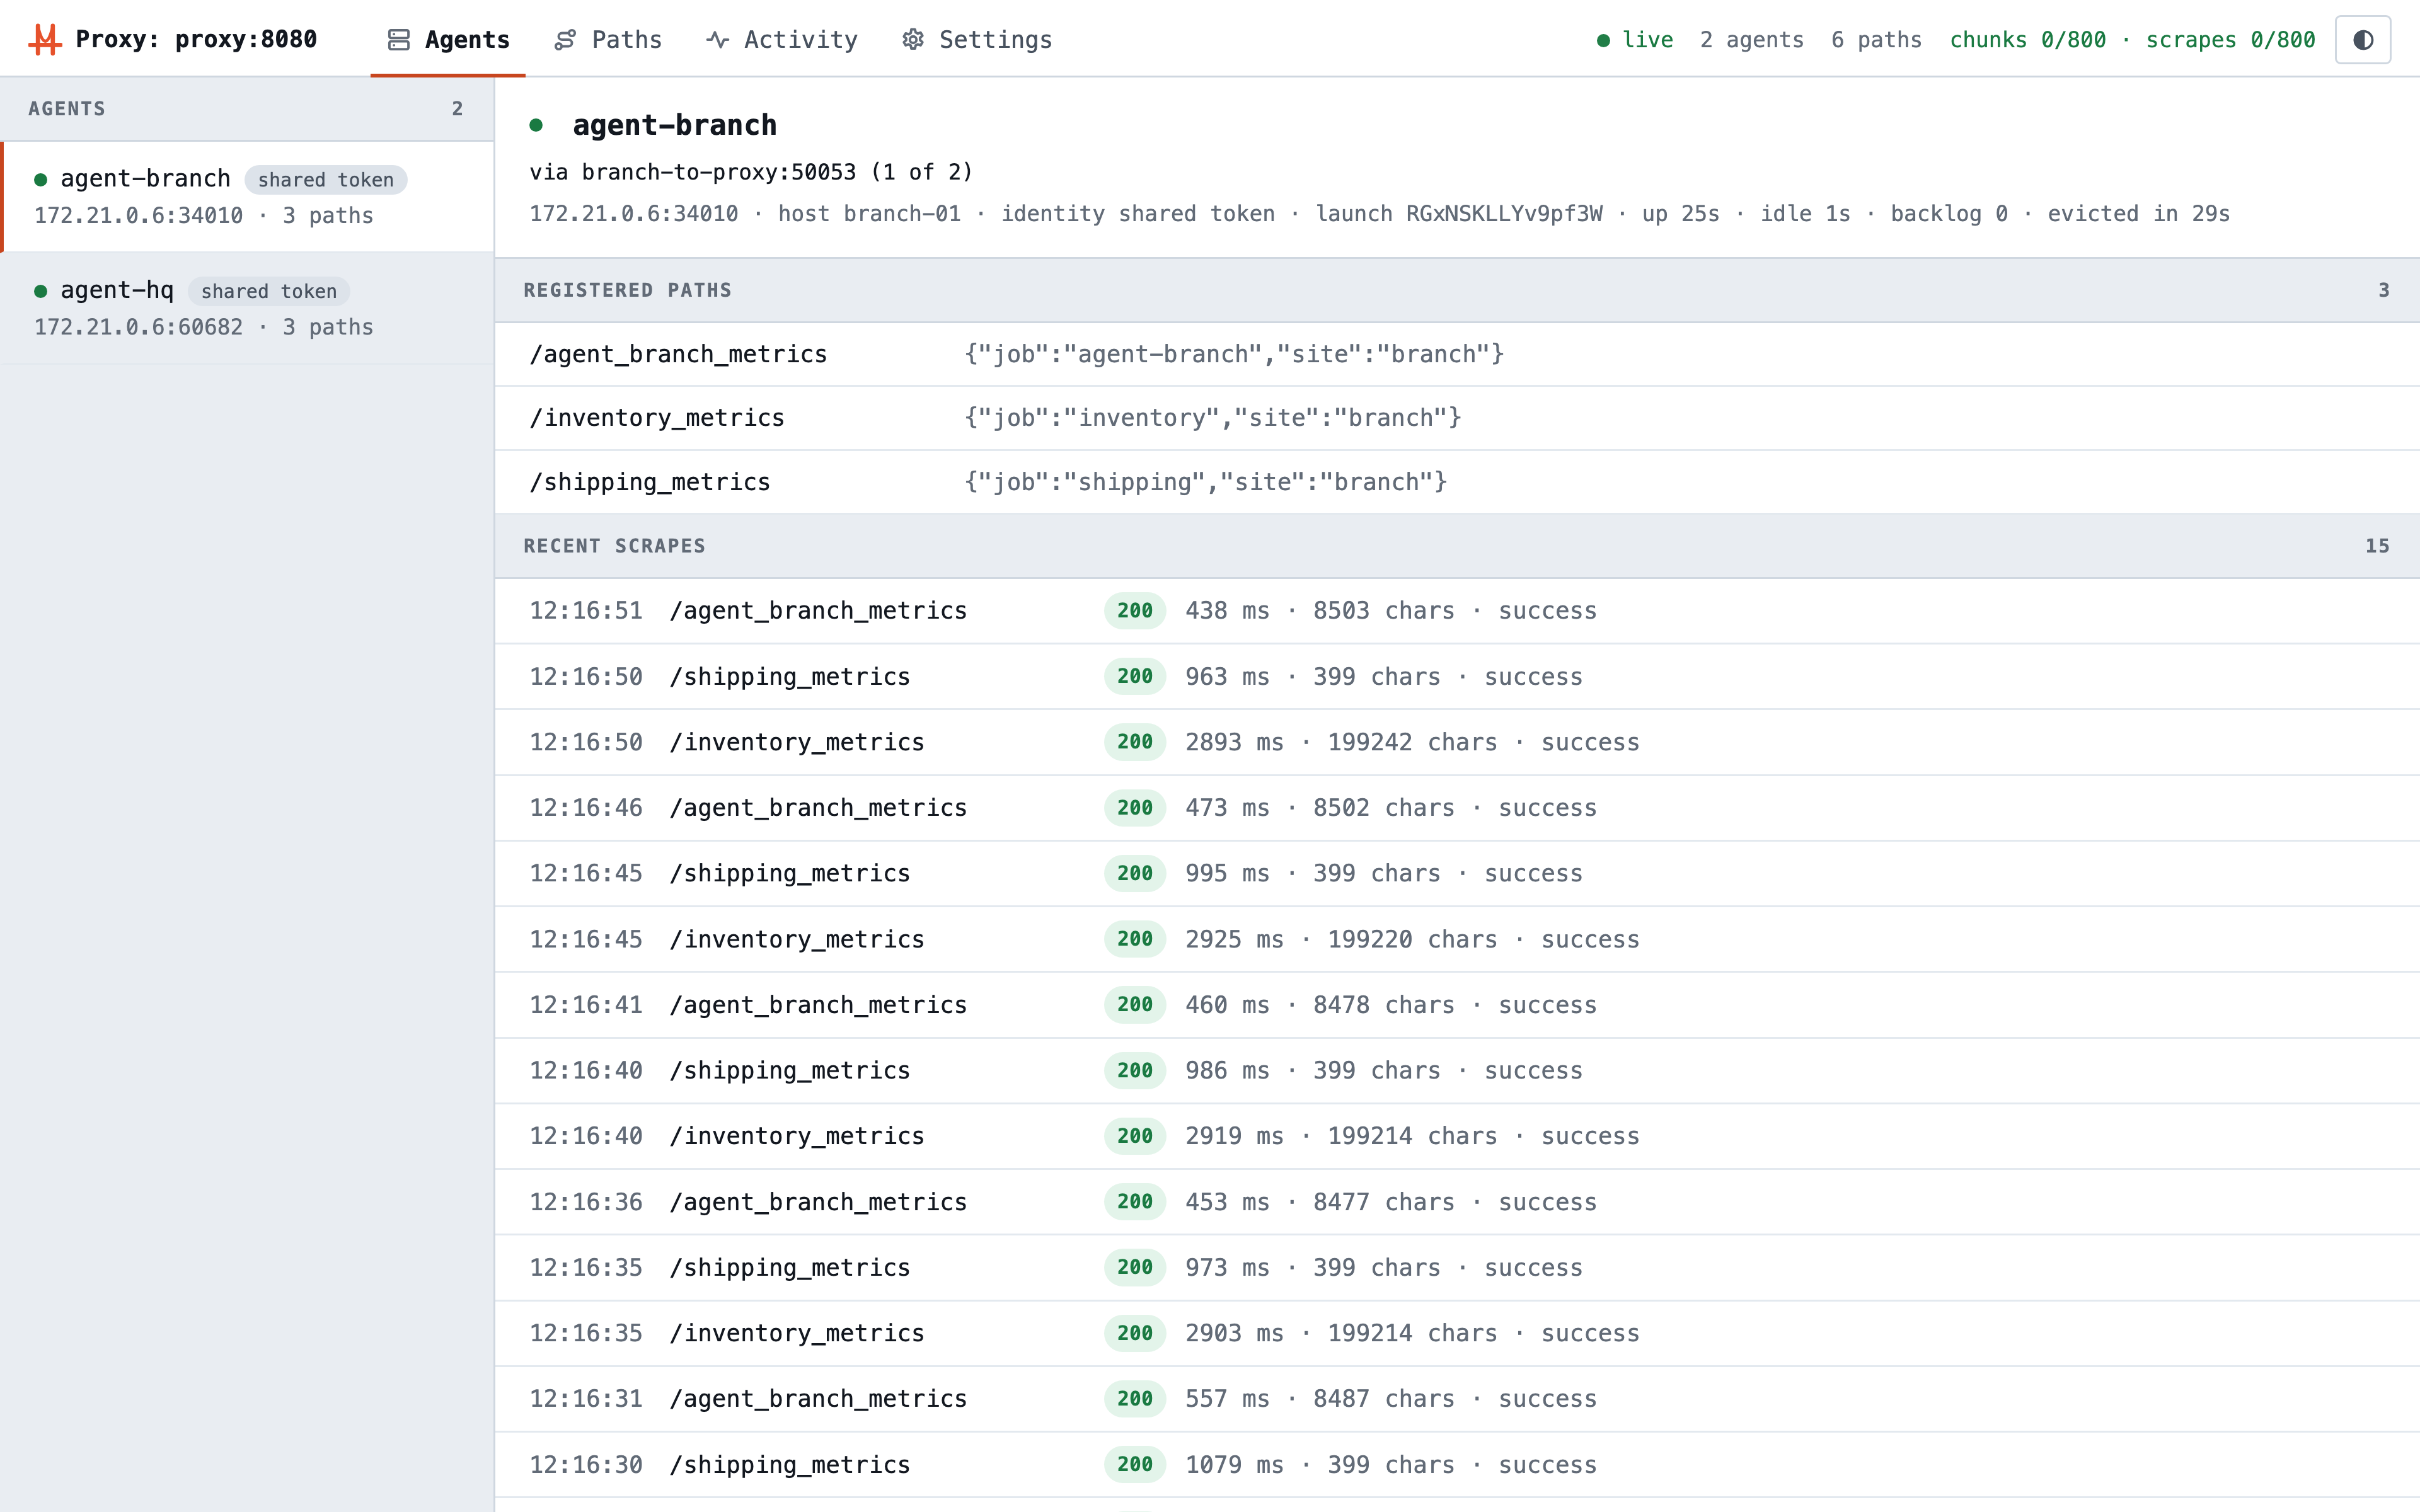 Proxy: proxy:8080 Agents Paths Activity Settings live 2 agents 6 paths chunks 0/800 · scrapes 0/800
AGENTS 2
agent-branch shared token
172.21.0.6:34010 · 3 paths
agent-hq shared token
172.21.0.6:60682 · 3 paths
agent-branch
via branch-to-proxy:50053 (1 of 2)
172.21.0.6:34010 · host branch-01 · identity shared token · launch RGxNSKLLYv9pf3W · up 25s · idle 1s · backlog 0 · evicted in 29s
REGISTERED PATHS 3
/agent_branch_metrics {"job":"agent-branch","site":"branch"}
/inventory_metrics {"job":"inventory","site":"branch"}
/shipping_metrics {"job":"shipping","site":"branch"}
RECENT SCRAPES 15
12:16:51 /agent_branch_metrics 200 438 ms · 8503 chars · success
12:16:50 /shipping_metrics 200 963 ms · 399 chars · success
12:16:50 /inventory_metrics 200 2893 ms · 199242 chars · success
12:16:46 /agent_branch_metrics 200 473 ms · 8502 chars · success
12:16:45 /shipping_metrics 200 995 ms · 399 chars · success
12:16:45 /inventory_metrics 200 2925 ms · 199220 chars · success
12:16:41 /agent_branch_metrics 200 460 ms · 8478 chars · success
12:16:40 /shipping_metrics 200 986 ms · 399 chars · success
12:16:40 /inventory_metrics 200 2919 ms · 199214 chars · success
12:16:36 /agent_branch_metrics 200 453 ms · 8477 chars · success
12:16:35 /shipping_metrics 200 973 ms · 399 chars · success
12:16:35 /inventory_metrics 200 2903 ms · 199214 chars · success
12:16:31 /agent_branch_metrics 200 557 ms · 8487 chars · success
12:16:30 /shipping_metrics 200 1079 ms · 399 chars · success